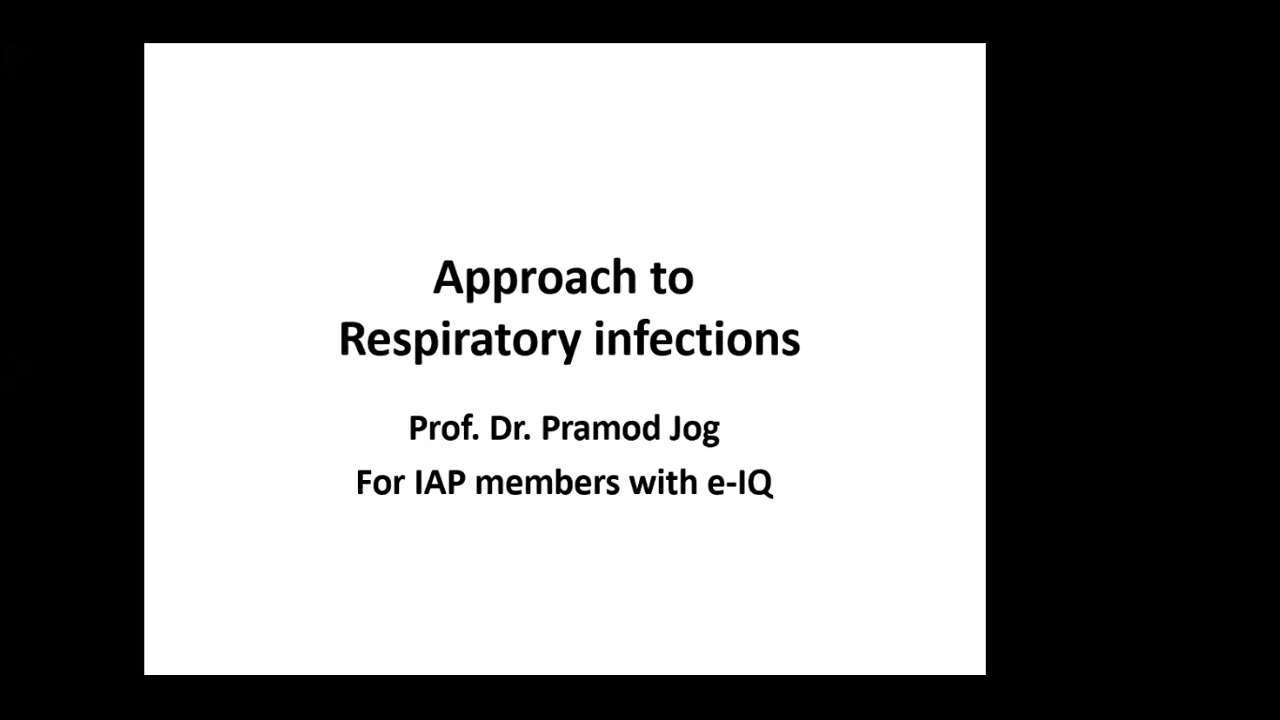 Approach to
Respiratory infections
Prof. Dr. Pramod Jog
For IAP members with e-IQ